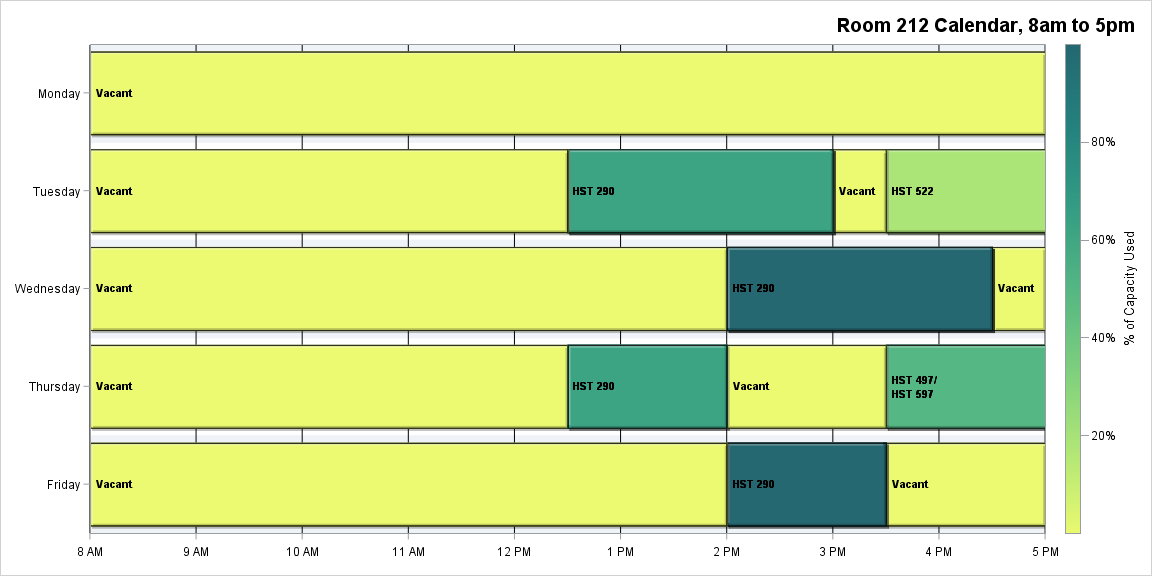 Room 212 Calendar, 8am to 5pm
Monday
Vacant
Tuesday
Vacant
HST 290
Vacant
HST 522
Wednesday
Vacant
HST 290
Vacant
Thursday
Vacant
HST 290
Vacant
HST 497/
HST 597
Friday
Vacant
HST 290
Vacant
8 AM
9 AM
10 AM
11 AM
12 PM
1 PM
2 PM
3 PM
4 PM
5 PM
80%
60%
40%
20%
% of Capacity Used